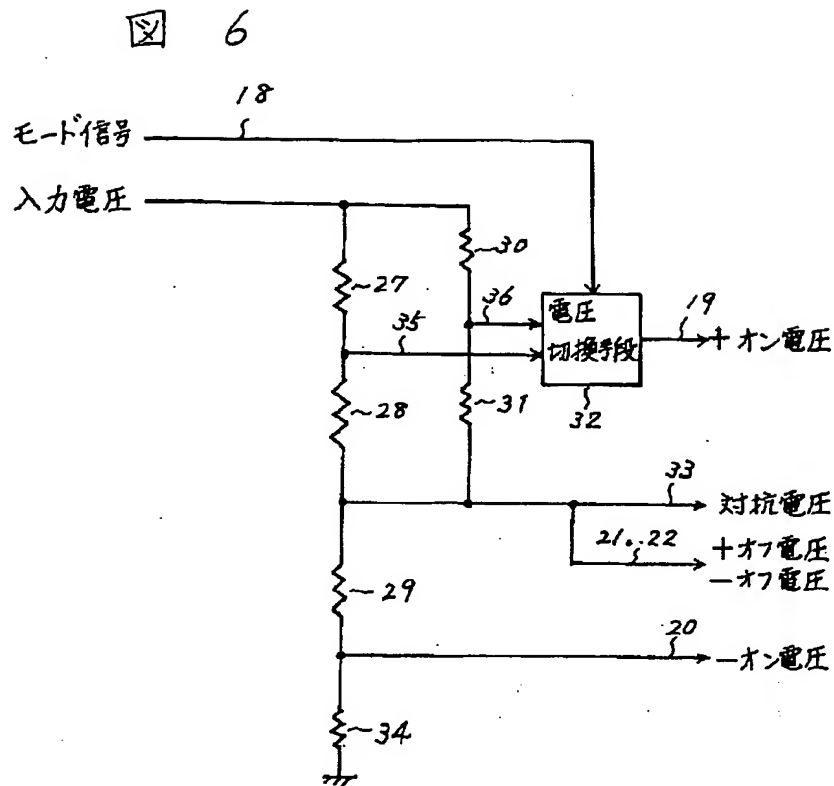 図 6
18
モード信号
入力電圧
~30
~27
36
35
電圧
切換手段
19
+オン電圧
~28
~31
32
33
対抗電圧
21..22
+オフ電圧
-オフ電圧
~29
20
-オン電圧
~34